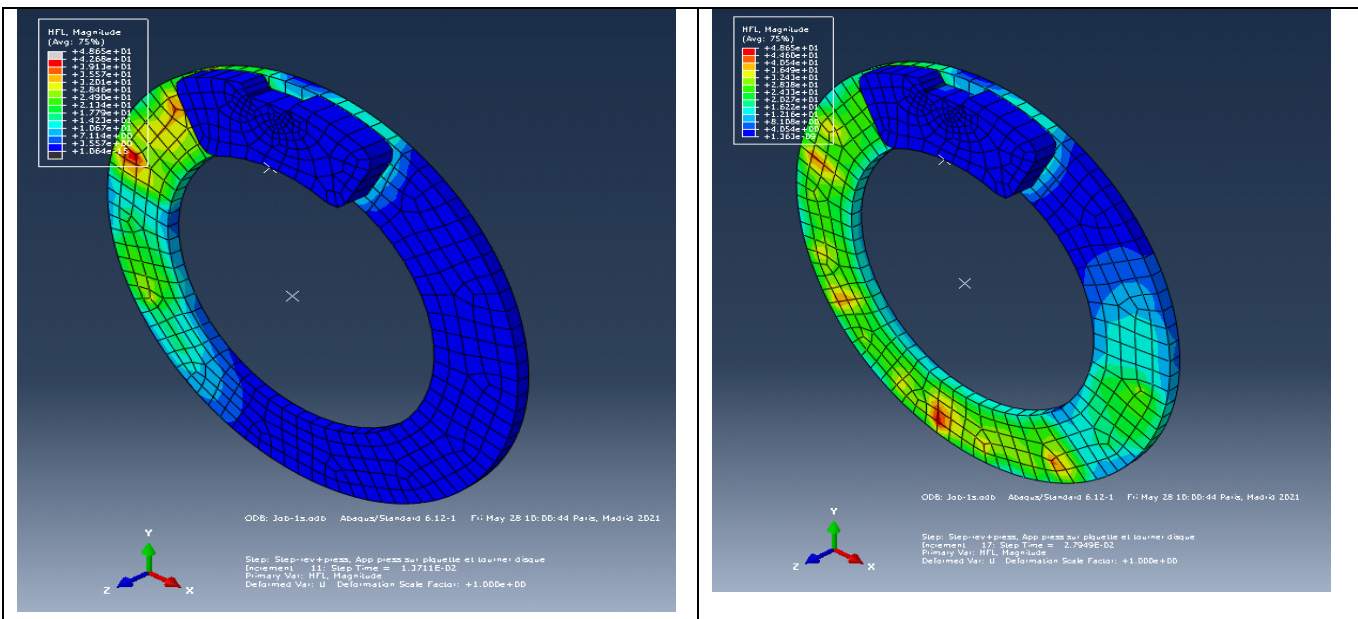 HFL, Magnitude
(Avg: 75%)
+4.865e+01
+4.268e+01
+3.913e+01
+3.557e+01
+3.201e+01
+2.846e+01
+2.490e+01
+2.134e+01
+1.779e+01
+1.423e+01
+1.067e+01
+7.114e+00
+3.557e+00
+1.064e-15
ODB: Job-1s.odb Abaqus/Standard 6.12-1 Fri May 28 10:00:44 Paris, Madrid 2021
Y
Z
X
Step: Step-rev+press, App press sur plquette et tourner disque
Increment 11: Step Time = 1.3711E-02
Primary Var: HFL, Magnitude
Deformed Var: U Deformation Scale Factor: +1.000e+00
HFL, Magnitude
(Avg: 75%)
+4.865e+01
+4.460e+01
+4.054e+01
+3.649e+01
+3.243e+01
+2.838e+01
+2.433e+01
+2.027e+01
+1.622e+01
+1.216e+01
+8.108e+00
+4.054e+00
ODB: Job-1s.odb Abaqus/Standard 6.12-1 Fri May 28 10:00:44 Paris, Madrid 2021
Y
Z
X
Step: Step-rev+press, App press sur plquette et tourner disque
Increment 17: Step Time = 2.7949E-02
Primary Var: HFL, Magnitude
Deformed Var: U Deformation Scale Factor: +1.000e+00